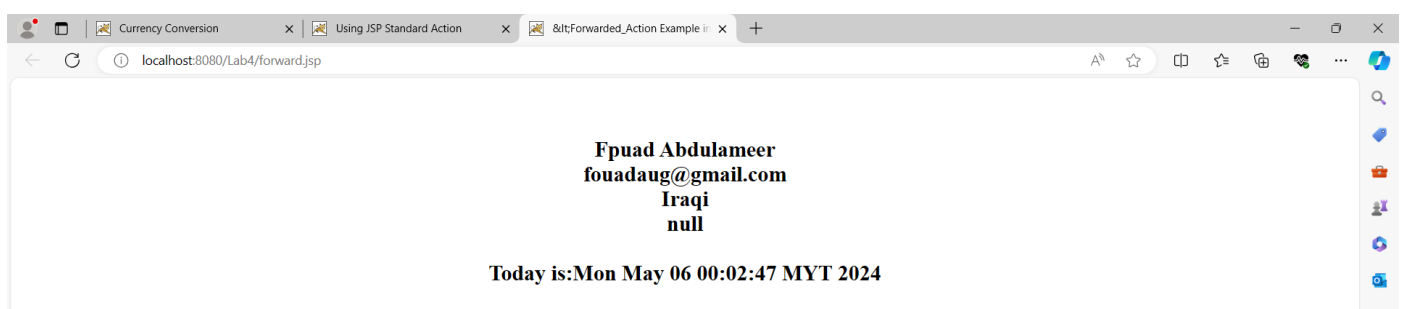 Currency Conversion
Using JSP Standard Action
&lt;Forwarded_Action Example in
localhost:8080/Lab4/forward.jsp
Fpuad Abdulameer
fouadaug@gmail.com
Iraqi
null
Today is:Mon May 06 00:02:47 MYT 2024